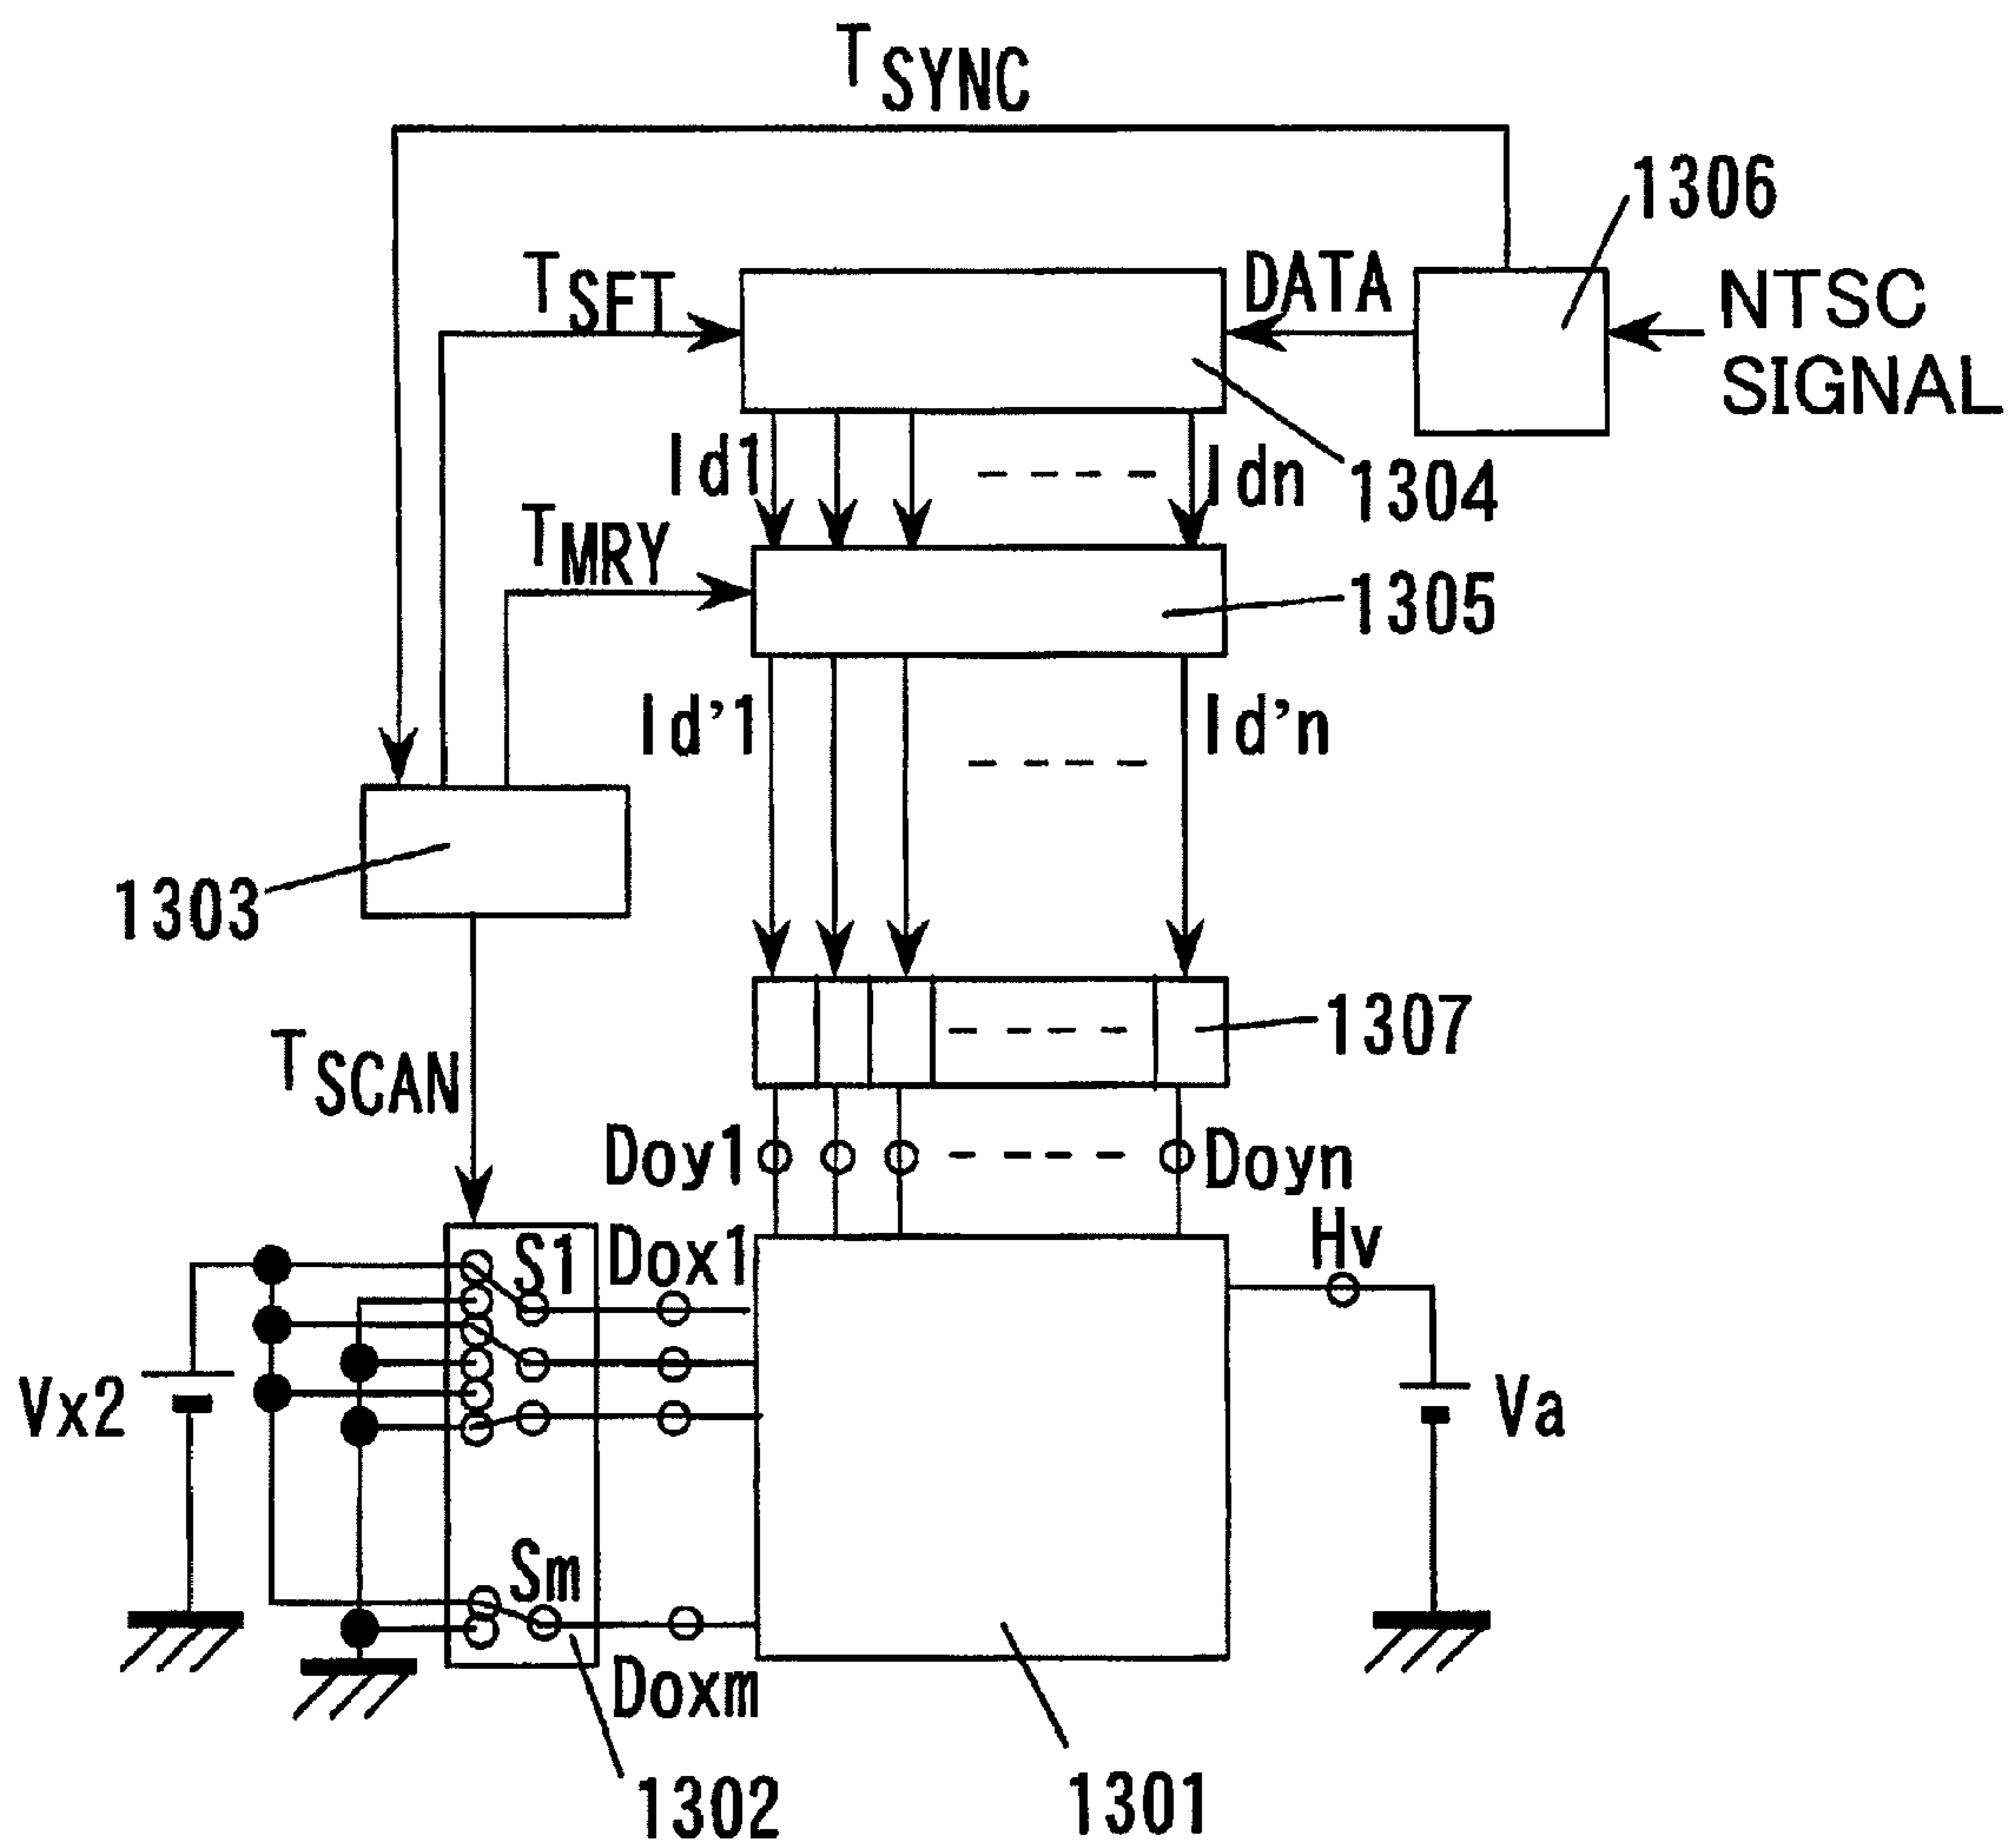 TSYNC
1306
TSFT
DATA
NTSC
SIGNAL
Id1
Idn
1304
TMRY
1305
Id'1
Id'n
1303
1307
TSCAN
Doy1
Doyn
Hv
S1
Dox1
Vx2
Va
Sm
Doxm
1302
1301